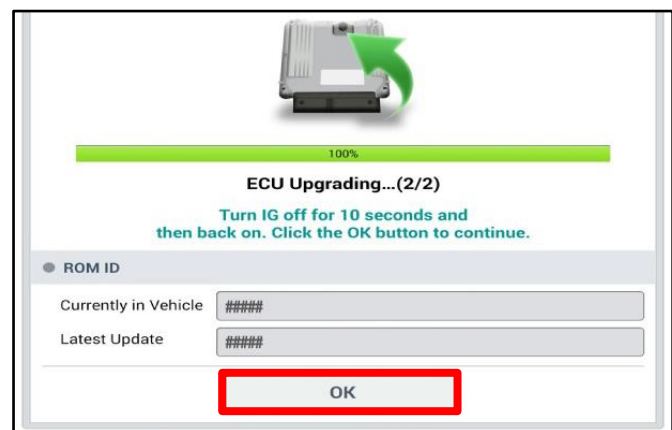 100%
ECU Upgrading...(2/2)
Turn IG off for 10 seconds and
then back on. Click the OK button to continue.
ROM ID
Currently in Vehicle #####
Latest Update #####
OK